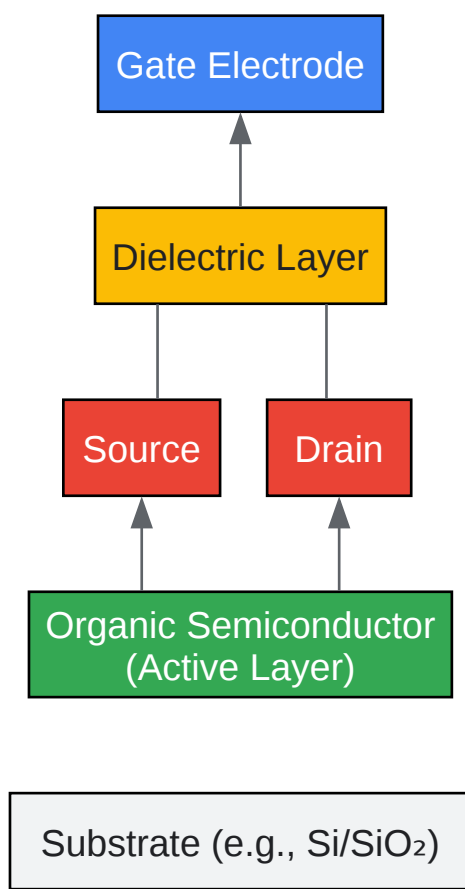 Gate Electrode
Dielectric Layer
Source
Drain
Organic Semiconductor
(Active Layer)
Substrate (e.g., Si/SiO₂)